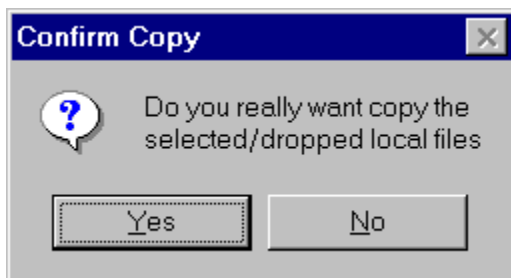 Confirm Copy
Do you really want copy the
selected/dropped local files
Yes
No